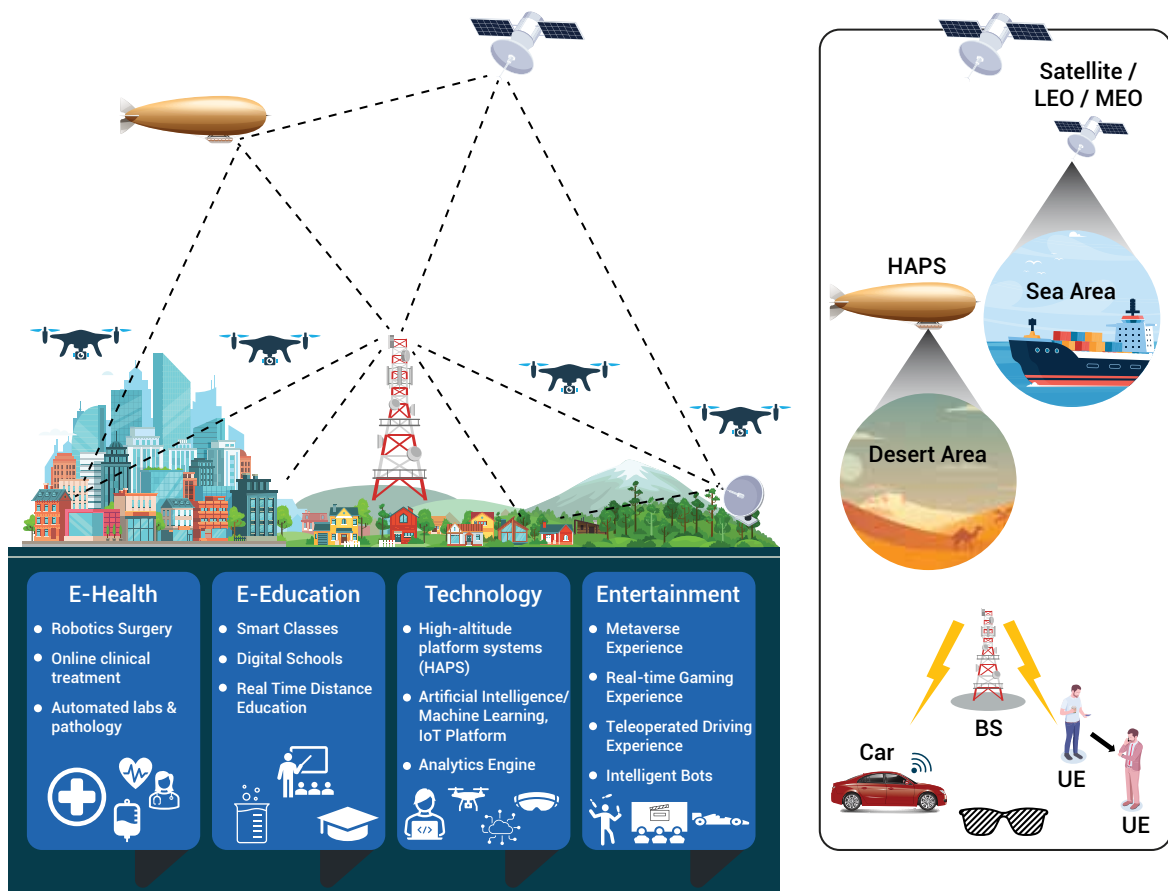 E-Health
Robotics Surgery
Online clinical
treatment
Automated labs &
pathology
E-Education
Smart Classes
Digital Schools
Real Time Distance
Education
Technology
High-altitude
platform systems
(HAPS)
Artificial Intelligence/
Machine Learning,
IoT Platform
Analytics Engine
Entertainment
Metaverse
Experience
Real-time Gaming
Experience
Teleoperated Driving
Experience
Intelligent Bots
Satellite /
LEO / MEO
HAPS
Sea Area
Desert Area
BS
Car
UE
UE